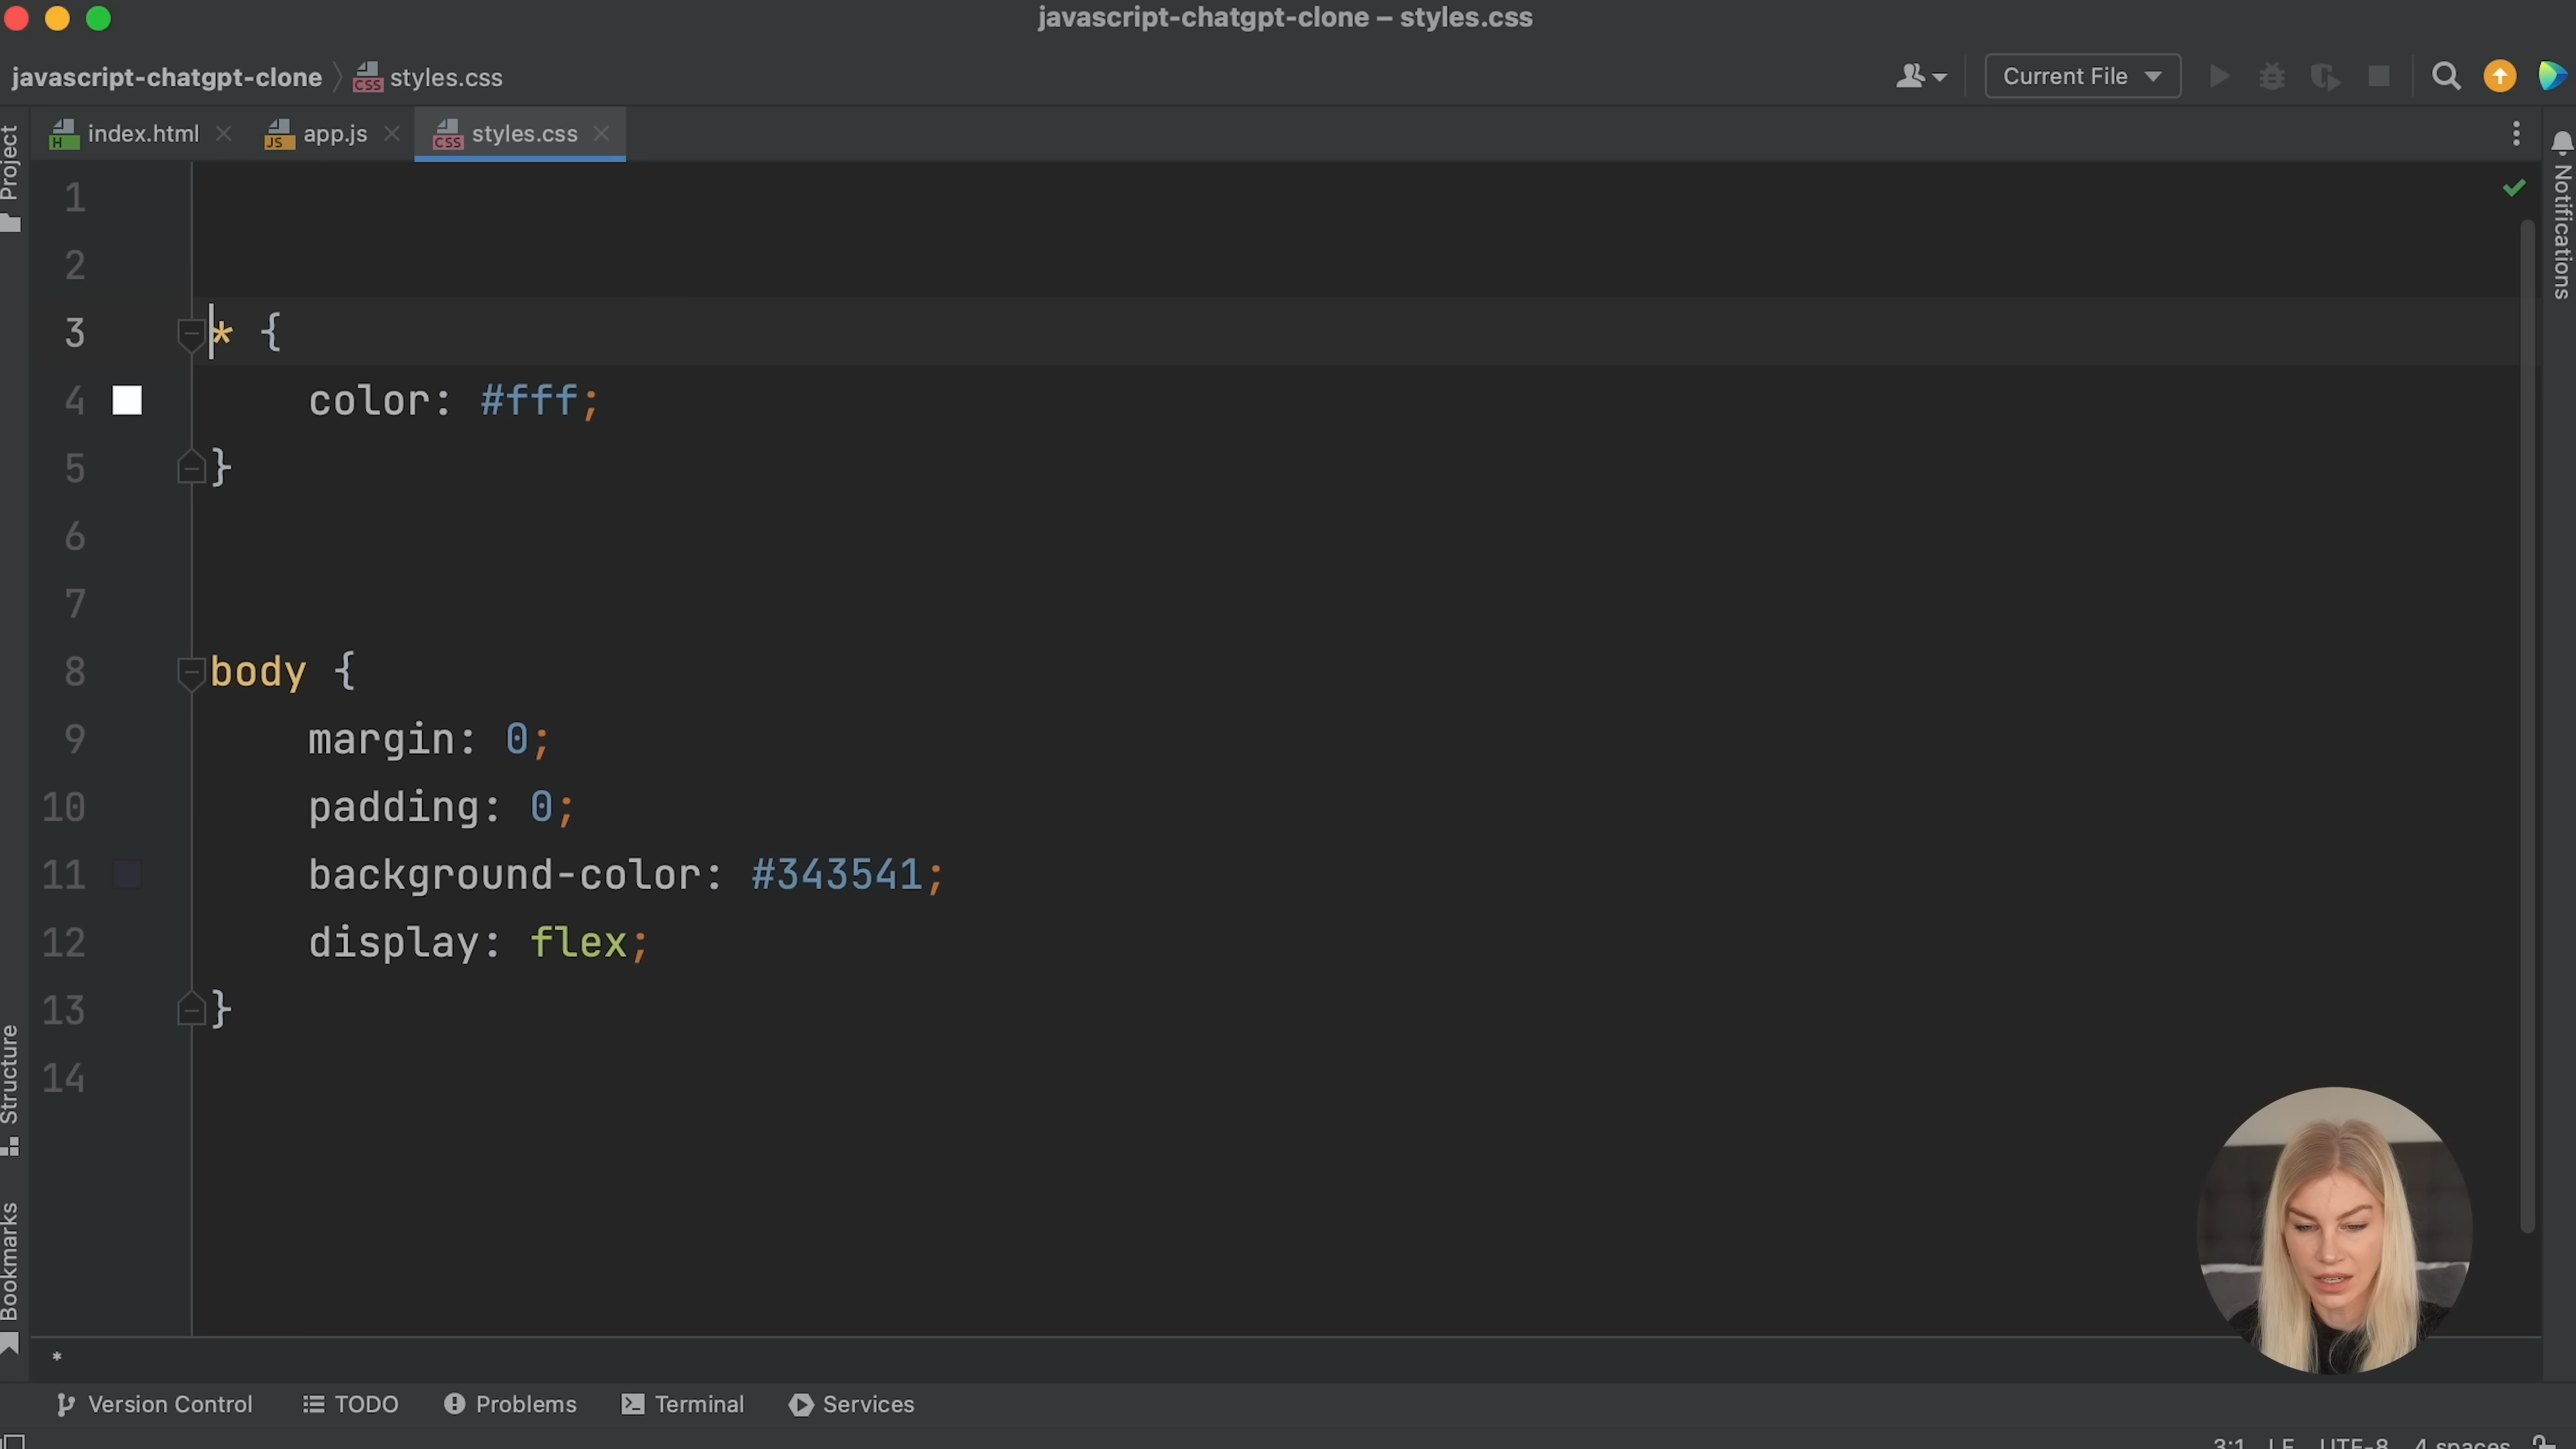 javascript-chatgpt-clone – styles.css
javascript-chatgpt-clone
styles.css
Current File
index.html
app.js
styles.css
Project
Notifications
1
2
3 * {
4 color: #fff;
5 }
6
7
8 body {
9 margin: 0;
10 padding: 0;
11 background-color: #343541;
12 display: flex;
13 }
14
Structure
Bookmarks
*
Version Control
TODO
Problems
Terminal
Services
3:1 LF UTF-8 4 spaces